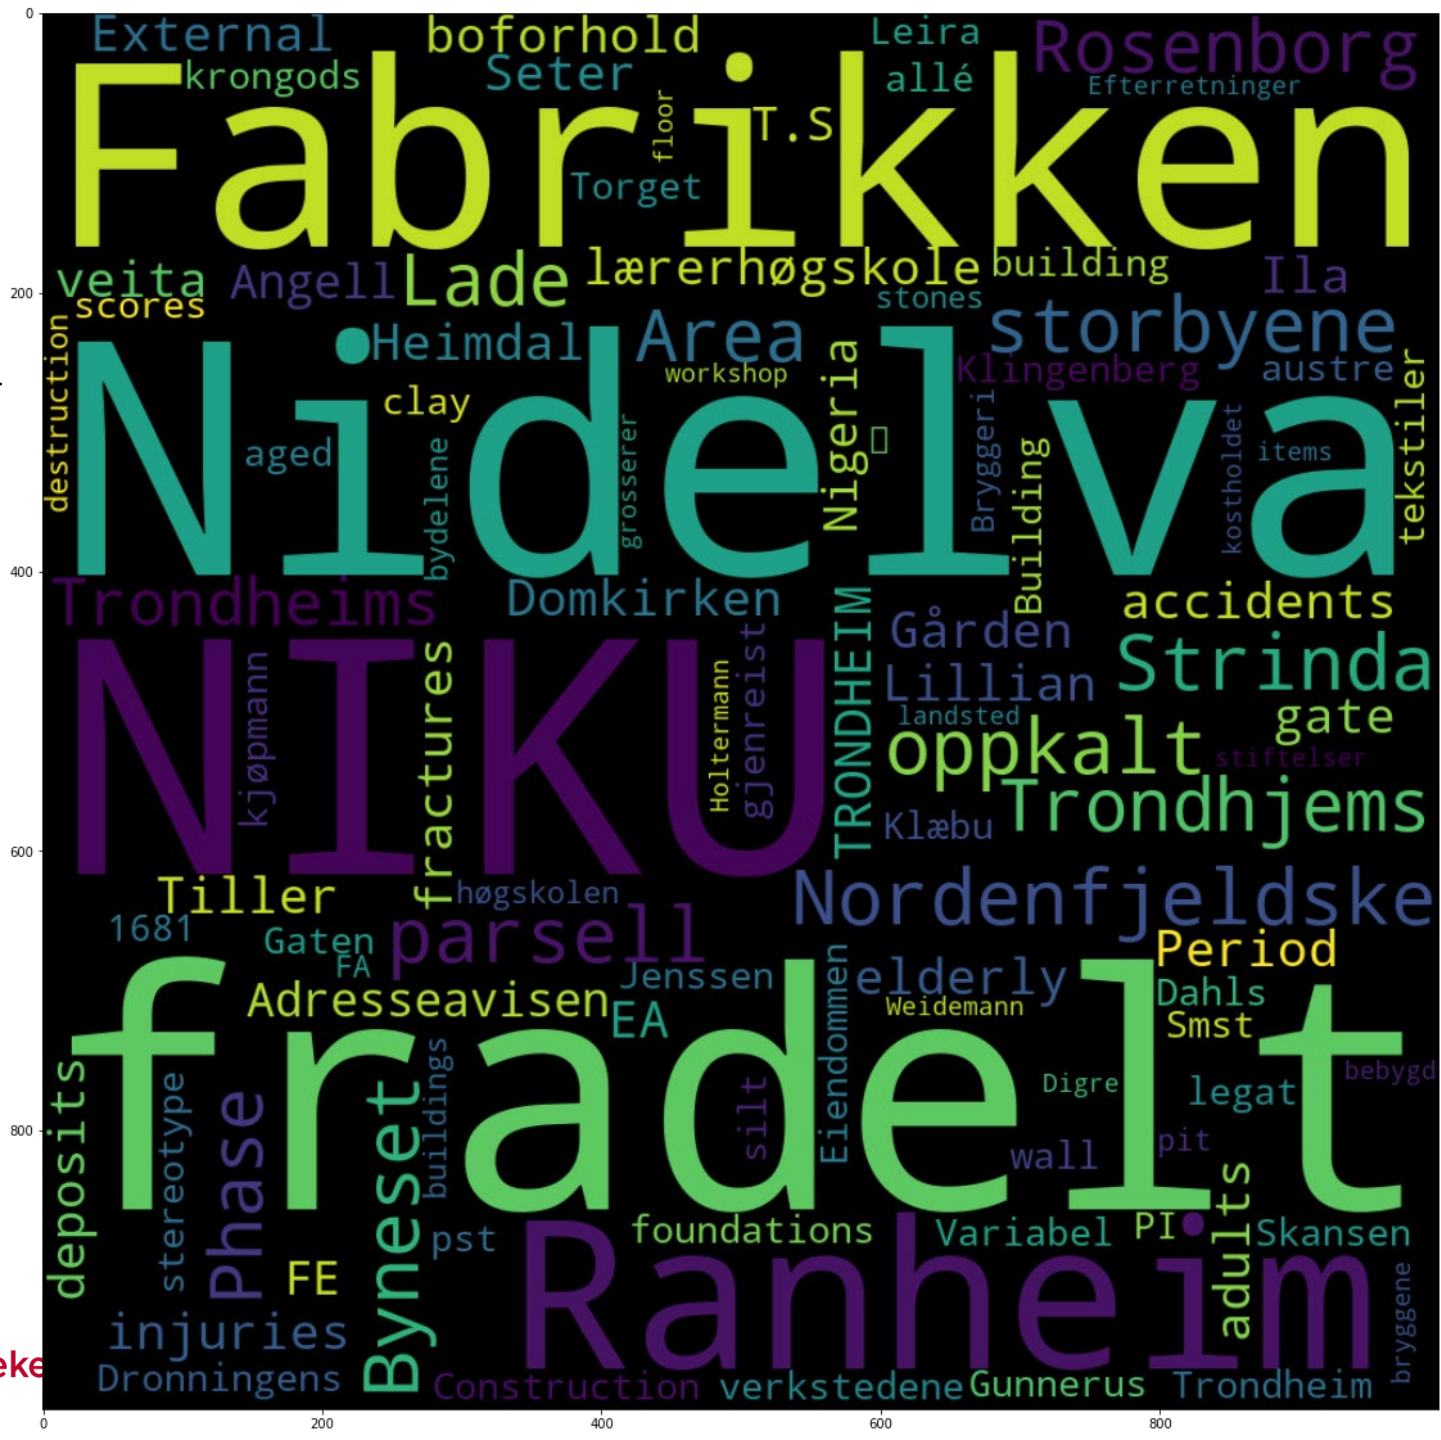 0
External
boforhold
Leira
Rosenborg
krongods
Seter
allé
Efterretninger
Fabrikken
floor
T.S
Torget
veita
Angell
Lade
lærerhøgskole
building
Ila
200
scores
stones
storbyene
destruction
Heimdal
Area
Nigeria
Klingenberg
austre
tekstiler
workshop
Nidelva
clay
aged
bydelene
grosserer
Bryggeri
Building
kostholdet
items
400
Trondheims
Domkirken
TRONDHEIM
accidents
Gården
Strinda
NIKU
kjøpmann
fractures
Holtermann
gjenreist
Lillian
landsted
gate
oppkalt
stiftelser
Trondhjems
Klæbu
600
Tiller
høgskolen
Nordenfjeldske
1681
Gaten
parsell
FA
Period
Jenssen
Eiendommen
elderly
Dahls
Adresseavisen
EA
Weidemann
Smst
fradelt
deposits
stereotype
Phase
Byneset
buildings
silt
Digre
legat
bebygd
800
wall
pit
adults
pst
foundations
Variabel
PI
Skansen
FE
Ranheim
bryggene
injuries
eke
Dronningens
Construction
verkstedene
Gunnerus
Trondheim
0
200
400
600
800